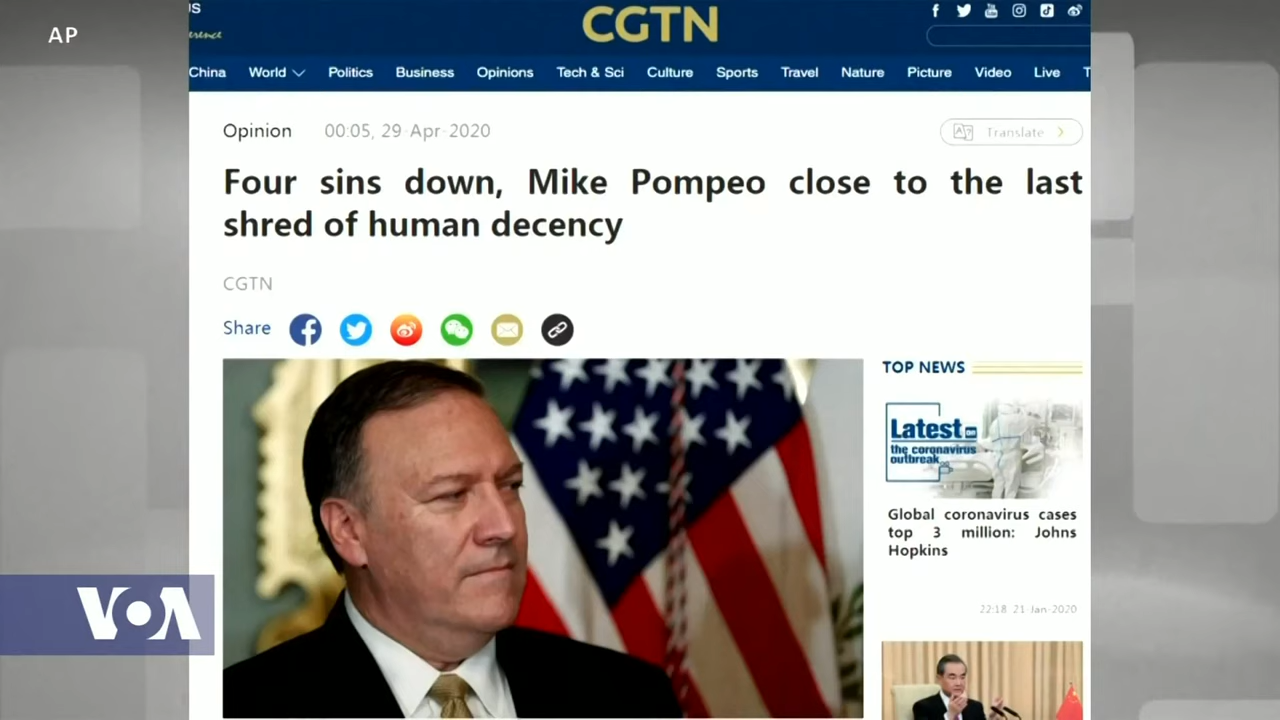 AP
US
erence
CGTN
China World Politics Business Opinions Tech & Sci Culture Sports Travel Nature Picture Video Live T
Opinion 00:05, 29-Apr-2020
Translate
Four sins down, Mike Pompeo close to the last
shred of human decency
CGTN
Share
TOP NEWS
Latest on
the coronavirus
outbreak
Global coronavirus cases
top 3 million: Johns
Hopkins
22:18 21-Jan-2020
VOA